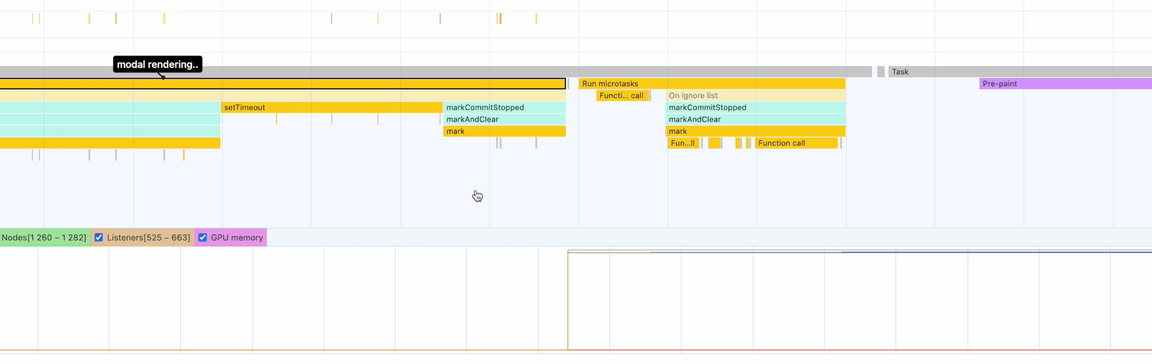 modal rendering..
Task
Run microtasks
Pre-paint
Functi... call
On ignore list
setTimeout
markCommitStopped
markCommitStopped
markAndClear
markAndClear
mark
mark
Fun...ll
Function call
Nodes[1 260 – 1 282]
Listeners[525 – 663]
GPU memory